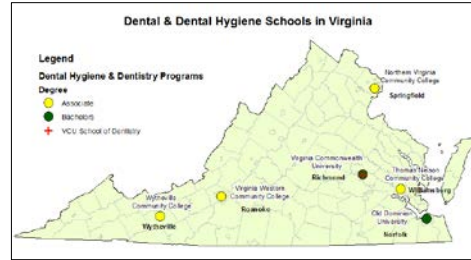 Dental & Dental Hygiene Schools in Virginia
Legend
Dental Hygiene & Dentistry Programs
Degree
Associate
Bachelors
VCU School of Dentistry
Northern Virginia
Community College
Springfield
Virginia Commonwealth
University
Richmond
Thomas Nelson
Community College
Williamsburg
Wytheville
Community College
Wytheville
Virginia Western
Community College
Roanoke
Old Dominion
University
Norfolk